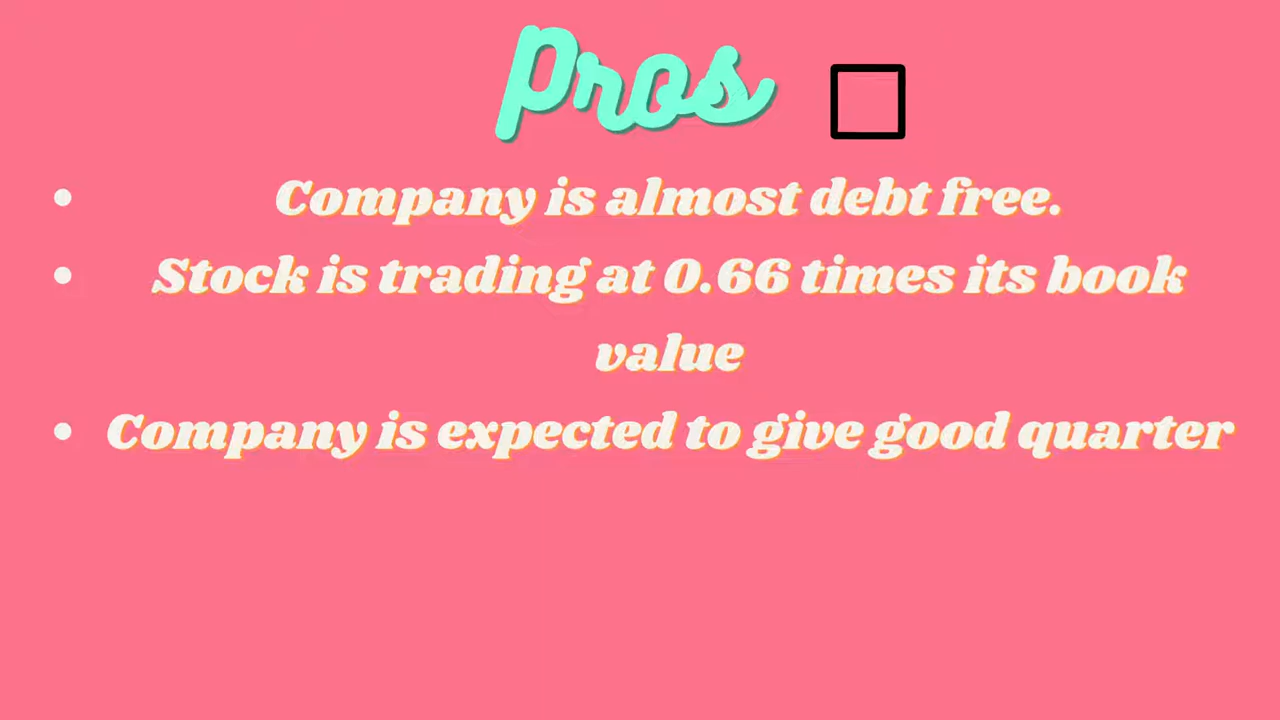 Pros
Company is almost debt free.
Stock is trading at 0.66 times its book
value
Company is expected to give good quarter